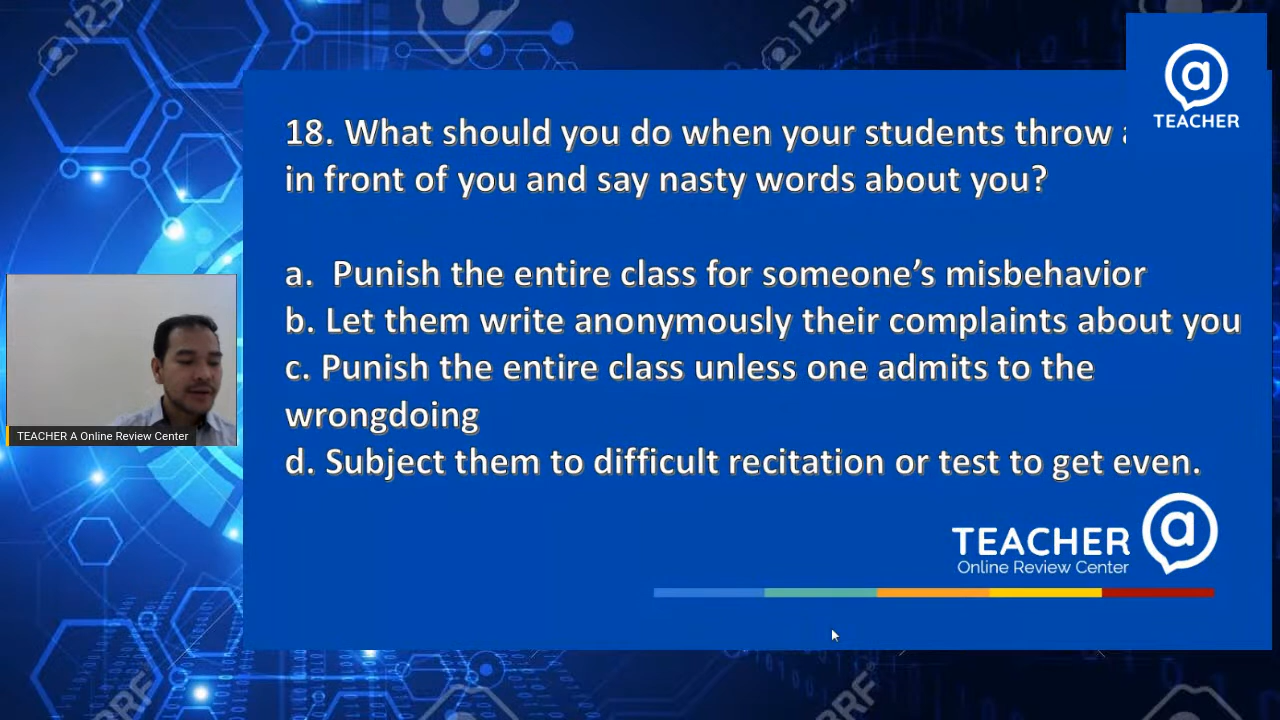 TEACHER
18. What should you do when your students throw
in front of you and say nasty words about you?
a. Punish the entire class for someone’s misbehavior
b. Let them write anonymously their complaints about you
c. Punish the entire class unless one admits to the
wrongdoing
d. Subject them to difficult recitation or test to get even.
TEACHER A Online Review Center
TEACHER
Online Review Center